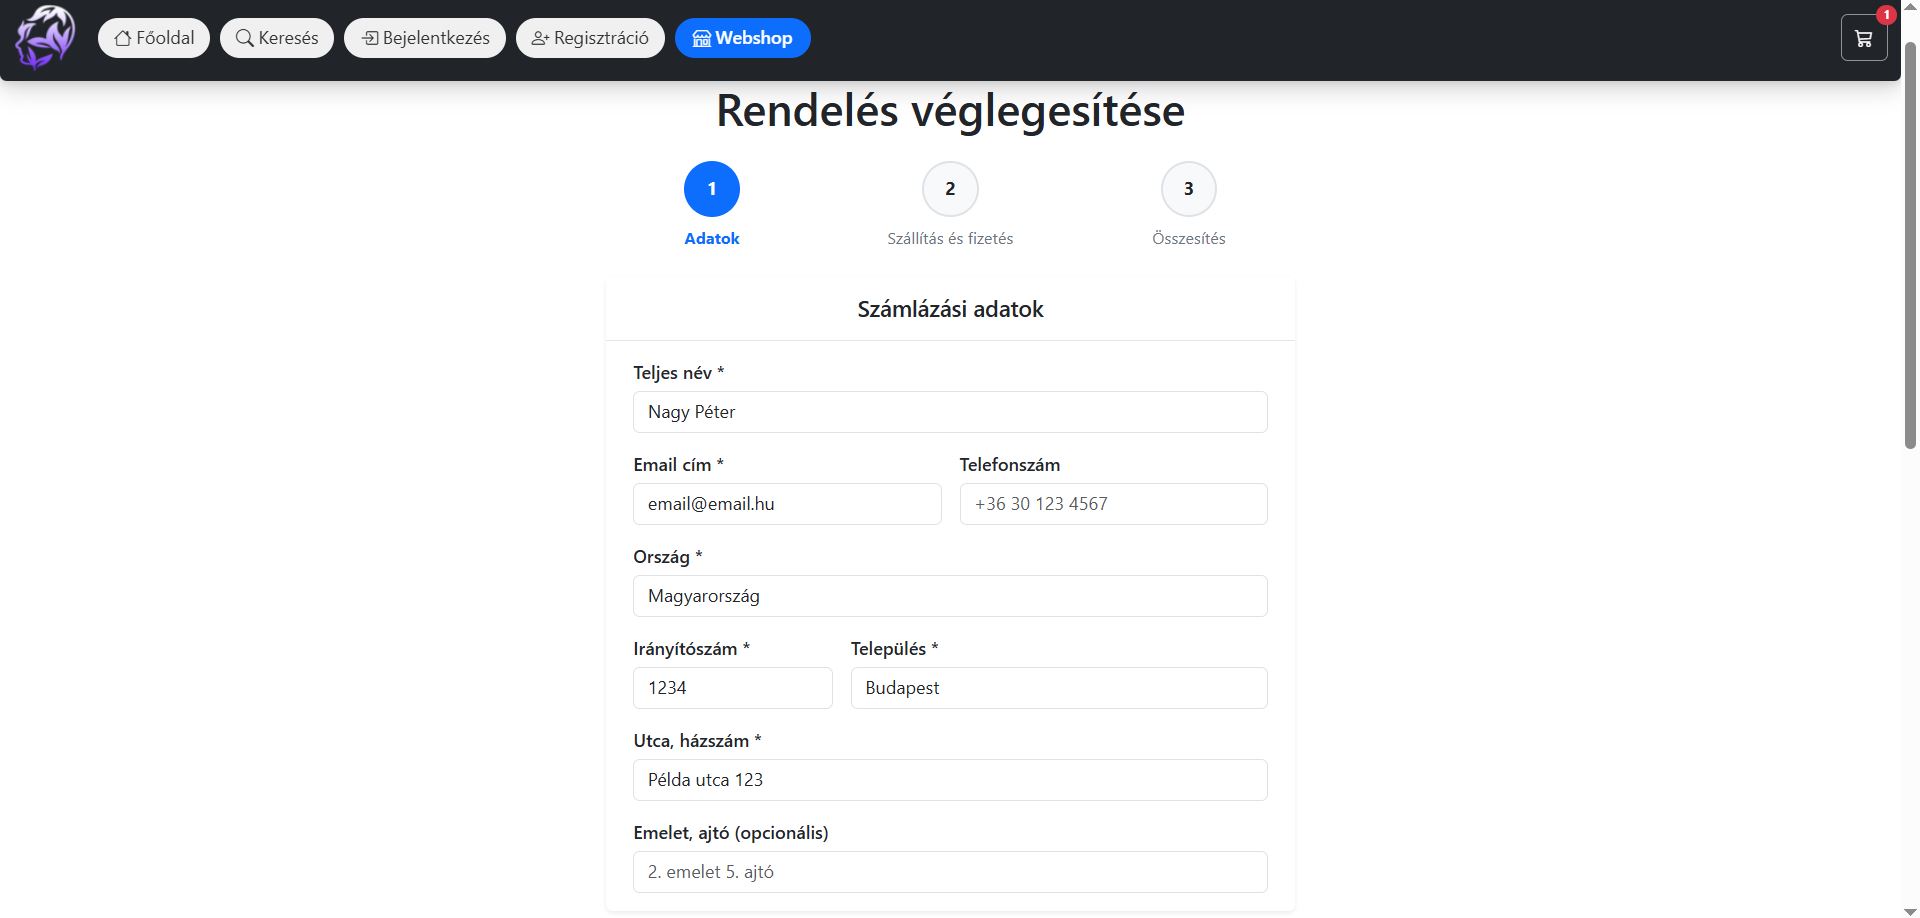 Főoldal Keresés Bejelentkezés Regisztráció Webshop 1
Rendelés véglegesítése
1 2 3
Adatok Szállítás és fizetés Összesítés
Számlázási adatok
Teljes név *
Nagy Péter
Email cím * Telefonszám
email@email.hu +36 30 123 4567
Ország *
Magyarország
Irányítószám * Település *
1234 Budapest
Utca, házszám *
Példa utca 123
Emelet, ajtó (opcionális)
2. emelet 5. ajtó